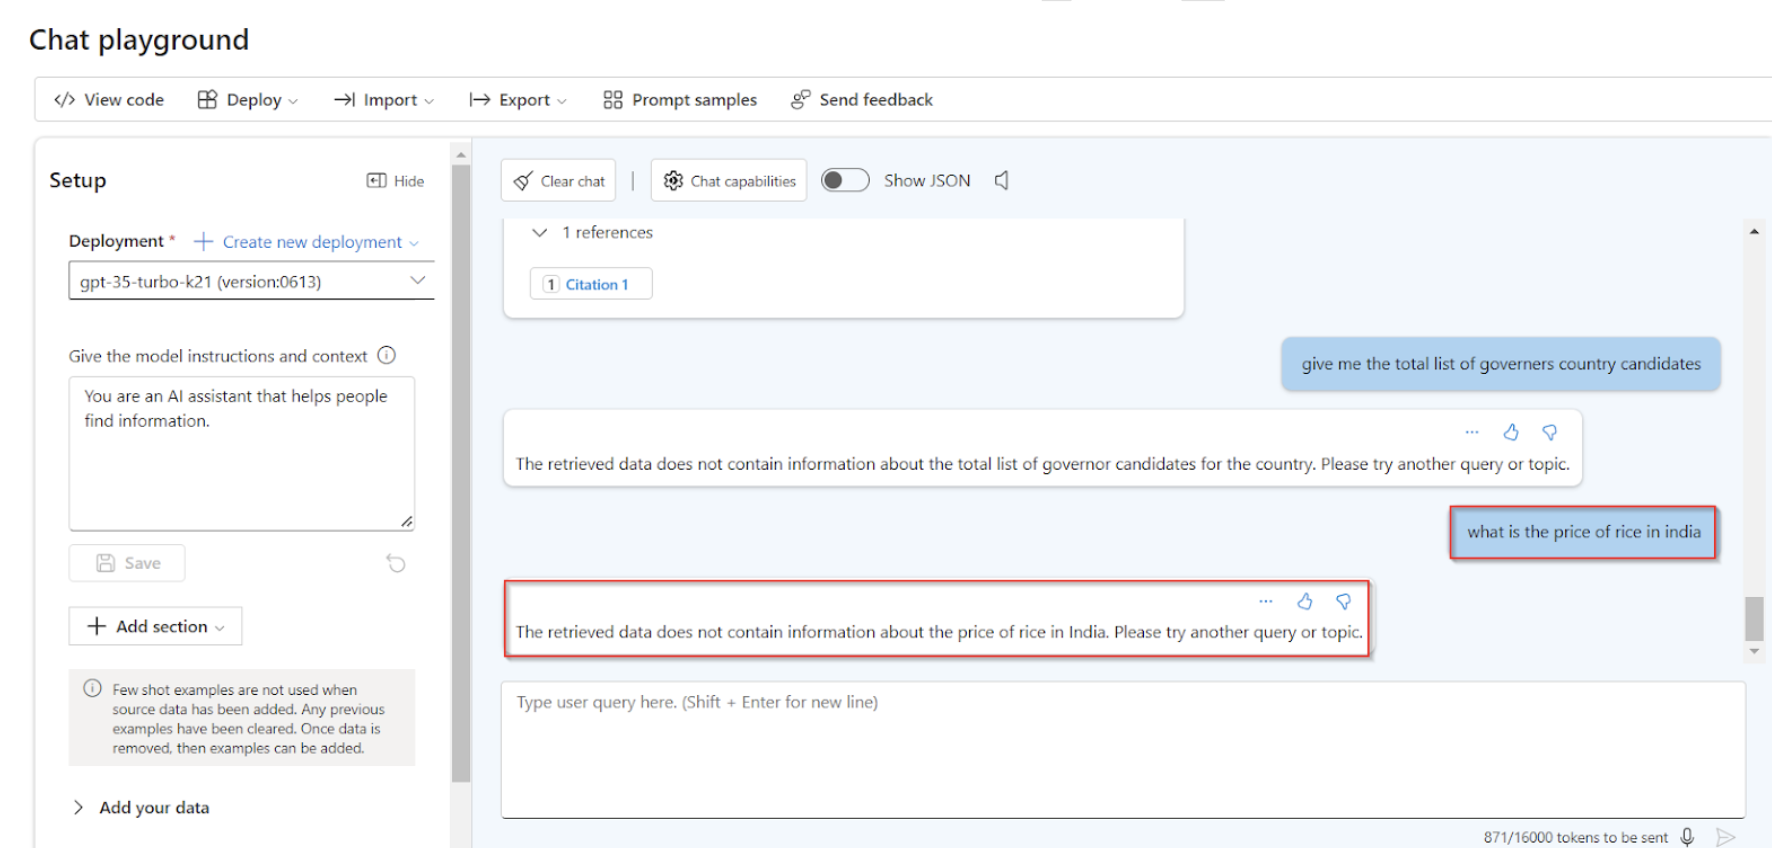 Chat playground
View code Deploy Import Export Prompt samples Send feedback
Setup Hide
Clear chat | Chat capabilities Show JSON
Deployment * + Create new deployment
gpt-35-turbo-k21 (version:0613)
Give the model instructions and context
You are an AI assistant that helps people
find information.
Save
+ Add section
Few shot examples are not used when
source data has been added. Any previous
examples have been cleared. Once data is
removed, then examples can be added.
Add your data
1 references
1 Citation 1
give me the total list of governers country candidates
The retrieved data does not contain information about the total list of governor candidates for the country. Please try another query or topic.
what is the price of rice in india
The retrieved data does not contain information about the price of rice in India. Please try another query or topic.
Type user query here. (Shift + Enter for new line)
871/16000 tokens to be sent